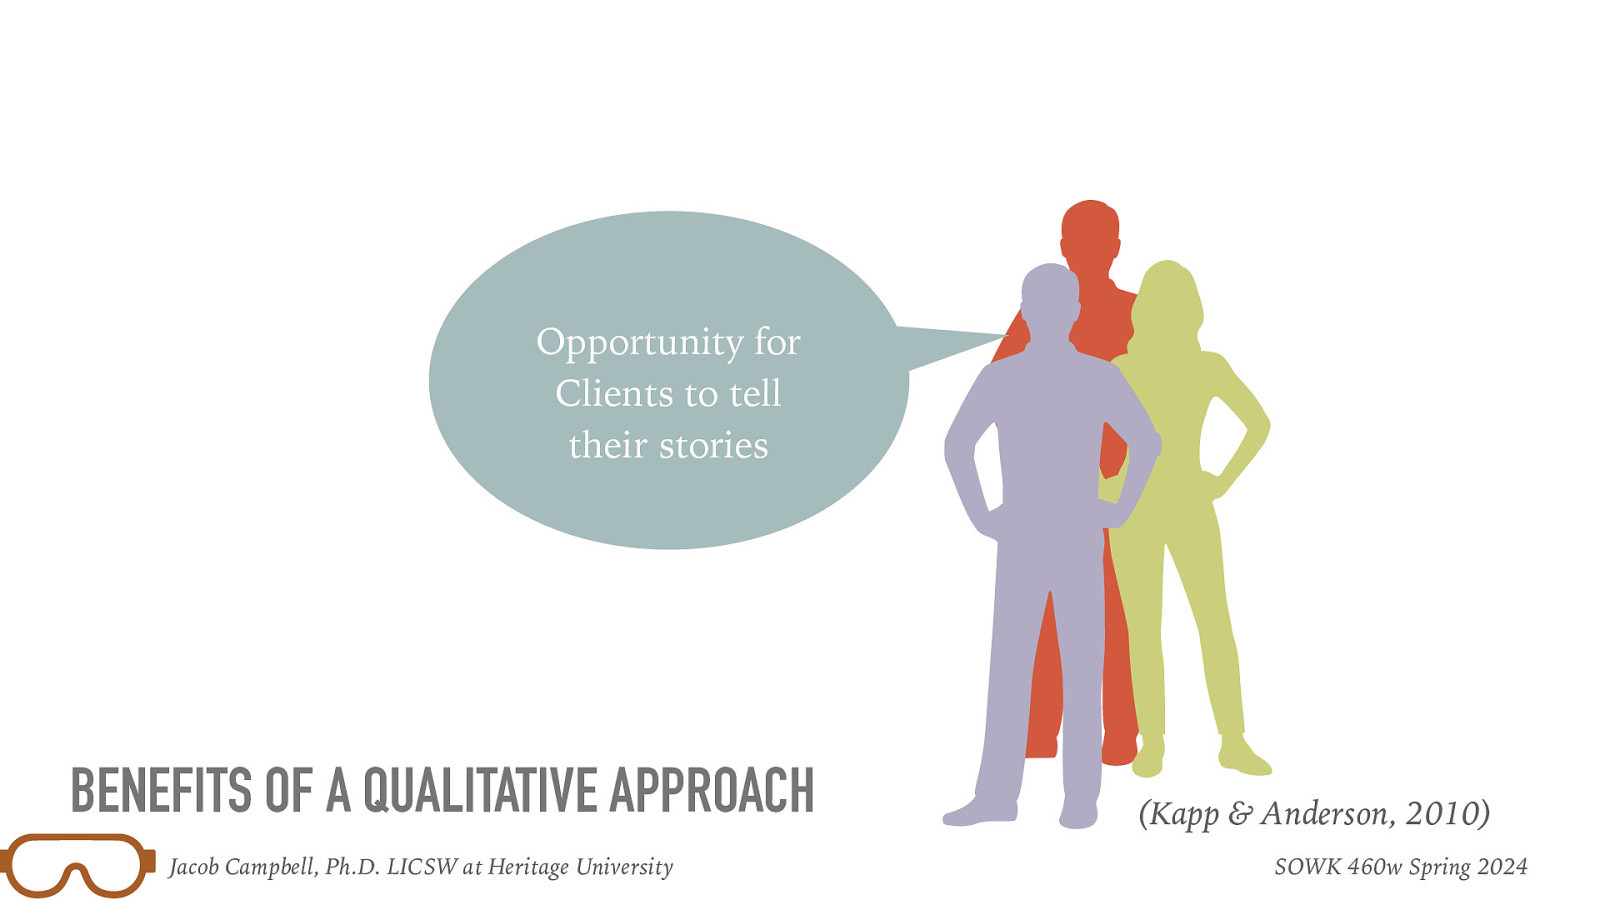 Opportunity for
Clients to tell
their stories
BENEFITS OF A QUALITATIVE APPROACH
(Kapp & Anderson, 2010)
Jacob Campbell, Ph.D. LICSW at Heritage University
SOWK 460w Spring 2024